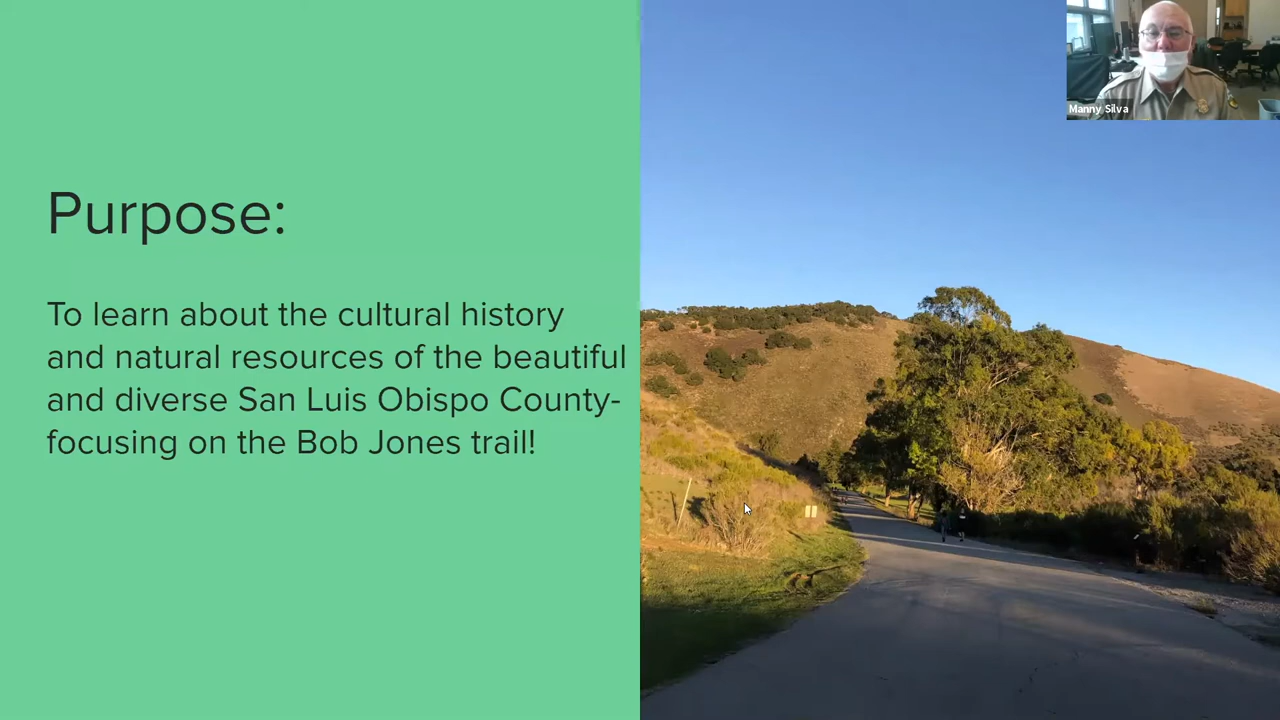 Manny Silva
Purpose:
To learn about the cultural history
and natural resources of the beautiful
and diverse San Luis Obispo County-
focusing on the Bob Jones trail!